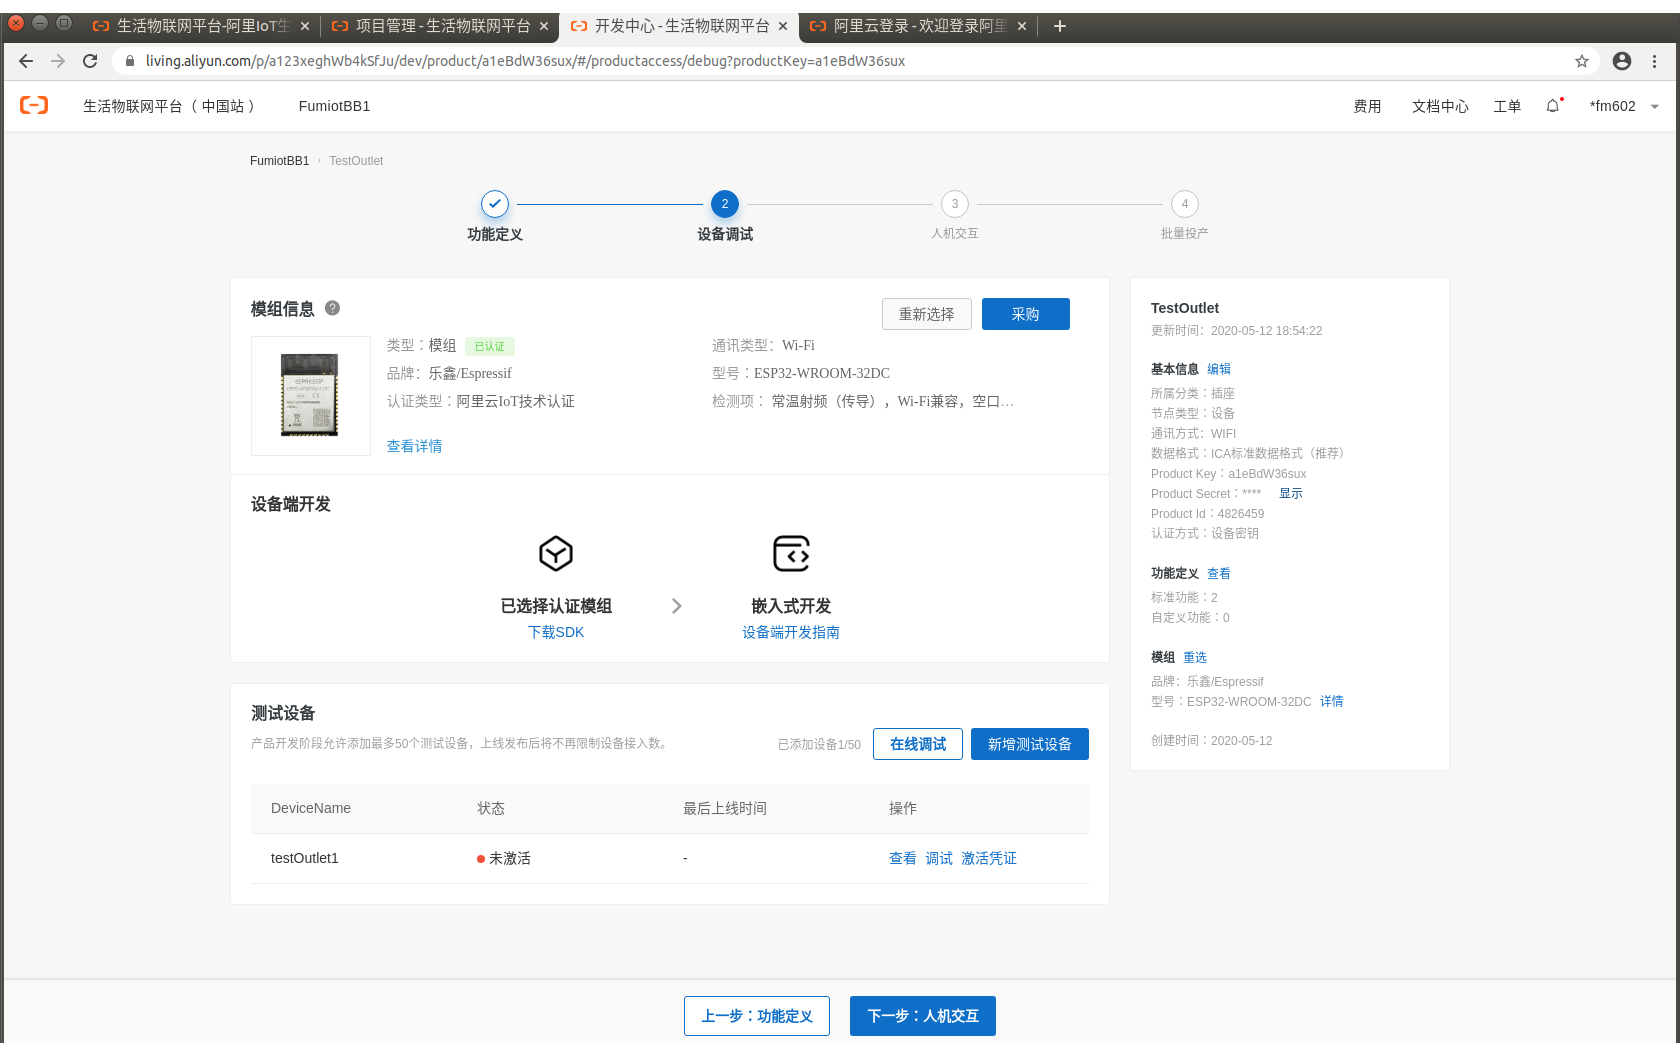 生活物联网平台-阿里IoT生
项目管理 - 生活物联网平台
开发中心 - 生活物联网平台
阿里云登录 - 欢迎登录阿里
living.aliyun.com/p/a123xeghWb4kSfJu/dev/product/a1eBdW36sux/#/productaccess/debug?productKey=a1eBdW36sux
生活物联网平台（中国站） FumiotBB1 费用 文档中心 工单 *fm602
FumiotBB1 / TestOutlet
2 3 4
功能定义 设备调试 人机交互 批量投产
模组信息 ? 重新选择 采购
类型：模组 已认证 通讯类型：Wi-Fi
品牌：乐鑫/Espressif 型号：ESP32-WROOM-32DC
认证类型：阿里云IoT技术认证 检测项：常温射频（传导），Wi-Fi兼容，空口...
查看详情
设备端开发
已选择认证模组 嵌入式开发
下载SDK 设备端开发指南
测试设备
产品开发阶段允许添加最多50个测试设备，上线发布后将不再限制设备接入数。 已添加设备1/50 在线调试 新增测试设备
DeviceName 状态 最后上线时间 操作
testOutlet1 未激活 - 查看 调试 激活凭证
TestOutlet
更新时间：2020-05-12 18:54:22
基本信息 编辑
所属分类：插座
节点类型：设备
通讯方式：WIFI
数据格式：ICA标准数据格式（推荐）
Product Key：a1eBdW36sux
Product Secret：**** 显示
Product Id：4826459
认证方式：设备密钥
功能定义 查看
标准功能：2
自定义功能：0
模组 重选
品牌：乐鑫/Espressif
型号：ESP32-WROOM-32DC 详情
创建时间：2020-05-12
上一步：功能定义 下一步：人机交互